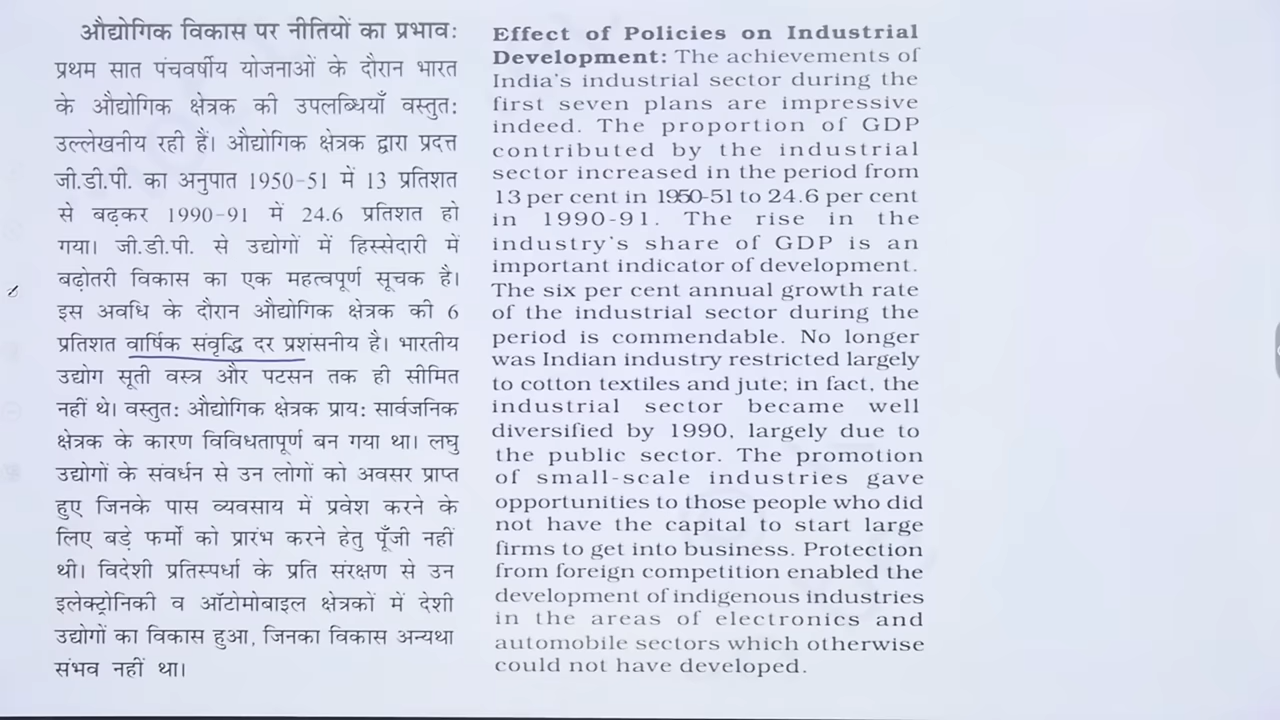 औद्योगिक विकास पर नीतियों का प्रभाव:
प्रथम सात पंचवर्षीय योजनाओं के दौरान भारत
के औद्योगिक क्षेत्रक की उपलब्धियाँ वस्तुत:
उल्लेखनीय रही हैं। औद्योगिक क्षेत्रक द्वारा प्रदत्त
जी.डी.पी. का अनुपात 1950-51 में 13 प्रतिशत
से बढ़कर 1990-91 में 24.6 प्रतिशत हो
गया। जी.डी.पी. से उद्योगों में हिस्सेदारी में
बढ़ोतरी विकास का एक महत्वपूर्ण सूचक है।
इस अवधि के दौरान औद्योगिक क्षेत्रक की 6
प्रतिशत वार्षिक संवृद्धि दर प्रशंसनीय है। भारतीय
उद्योग सूती वस्त्र और पटसन तक ही सीमित
नहीं थे। वस्तुत: औद्योगिक क्षेत्रक प्राय: सार्वजनिक
क्षेत्रक के कारण विविधतापूर्ण बन गया था। लघु
उद्योगों के संवर्धन से उन लोगों को अवसर प्राप्त
हुए जिनके पास व्यवसाय में प्रवेश करने के
लिए बड़े फर्मो को प्रारंभ करने हेतु पूँजी नहीं
थी। विदेशी प्रतिस्पर्धा के प्रति संरक्षण से उन
इलेक्ट्रोनिकी व ऑटोमोबाइल क्षेत्रकों में देशी
उद्योगों का विकास हुआ, जिनका विकास अन्यथा
संभव नहीं था।
Effect of Policies on Industrial
Development: The achievements of
India's industrial sector during the
first seven plans are impressive
indeed. The proportion of GDP
contributed by the industrial
sector increased in the period from
13 per cent in 1950-51 to 24.6 per cent
in 1990-91. The rise in the
industry's share of GDP is an
important indicator of development.
The six per cent annual growth rate
of the industrial sector during the
period is commendable. No longer
was Indian industry restricted largely
to cotton textiles and jute; in fact, the
industrial sector became well
diversified by 1990, largely due to
the public sector. The promotion
of small-scale industries gave
opportunities to those people who did
not have the capital to start large
firms to get into business. Protection
from foreign competition enabled the
development of indigenous industries
in the areas of electronics and
automobile sectors which otherwise
could not have developed.